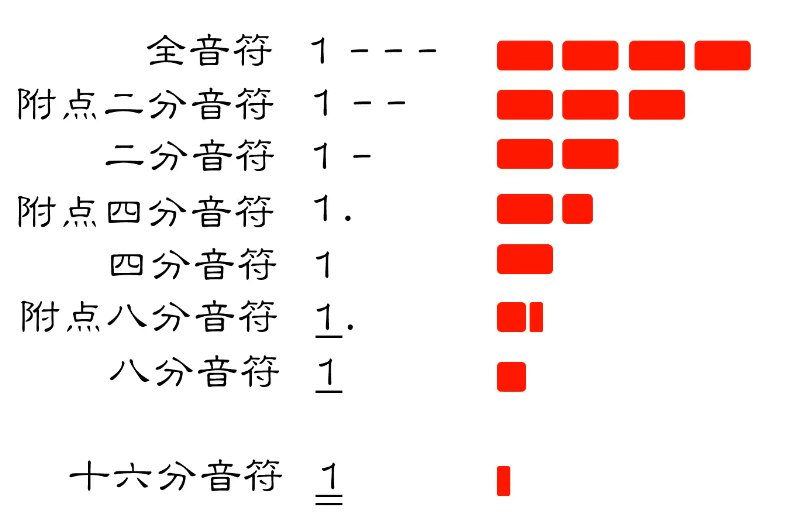 全音符 1 - - -
附点二分音符 1 - -
二分音符 1 -
附点四分音符 1.
四分音符 1
附点八分音符 1.
八分音符 1
十六分音符 1